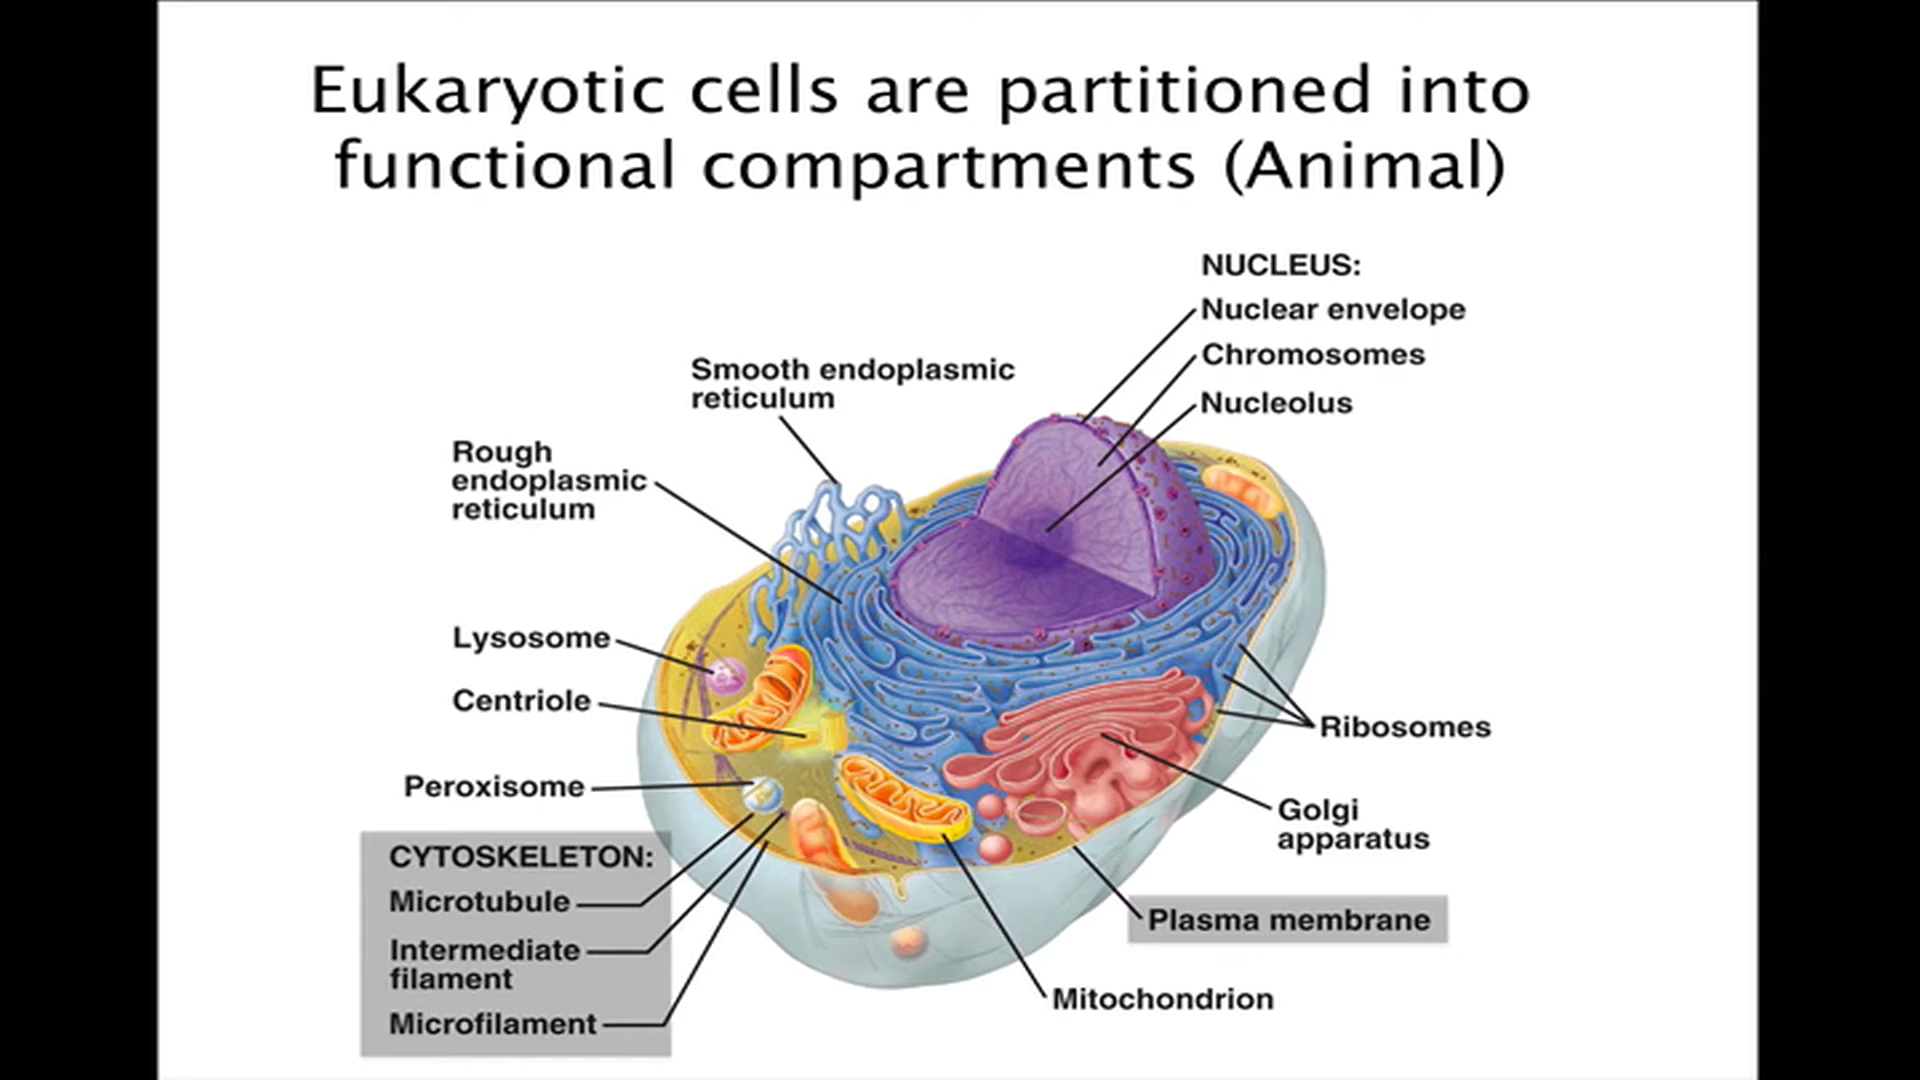 Eukaryotic cells are partitioned into
functional compartments (Animal)
NUCLEUS:
Nuclear envelope
Chromosomes
Nucleolus
Smooth endoplasmic
reticulum
Rough
endoplasmic
reticulum
Lysosome
Centriole
Peroxisome
CYTOSKELETON:
Microtubule
Intermediate
filament
Microfilament
Ribosomes
Golgi
apparatus
Plasma membrane
Mitochondrion